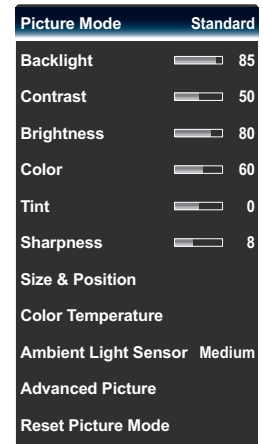 Picture Mode Standard
Backlight 85
Contrast 50
Brightness 80
Color 60
Tint 0
Sharpness 8
Size & Position
Color Temperature
Ambient Light Sensor Medium
Advanced Picture
Reset Picture Mode